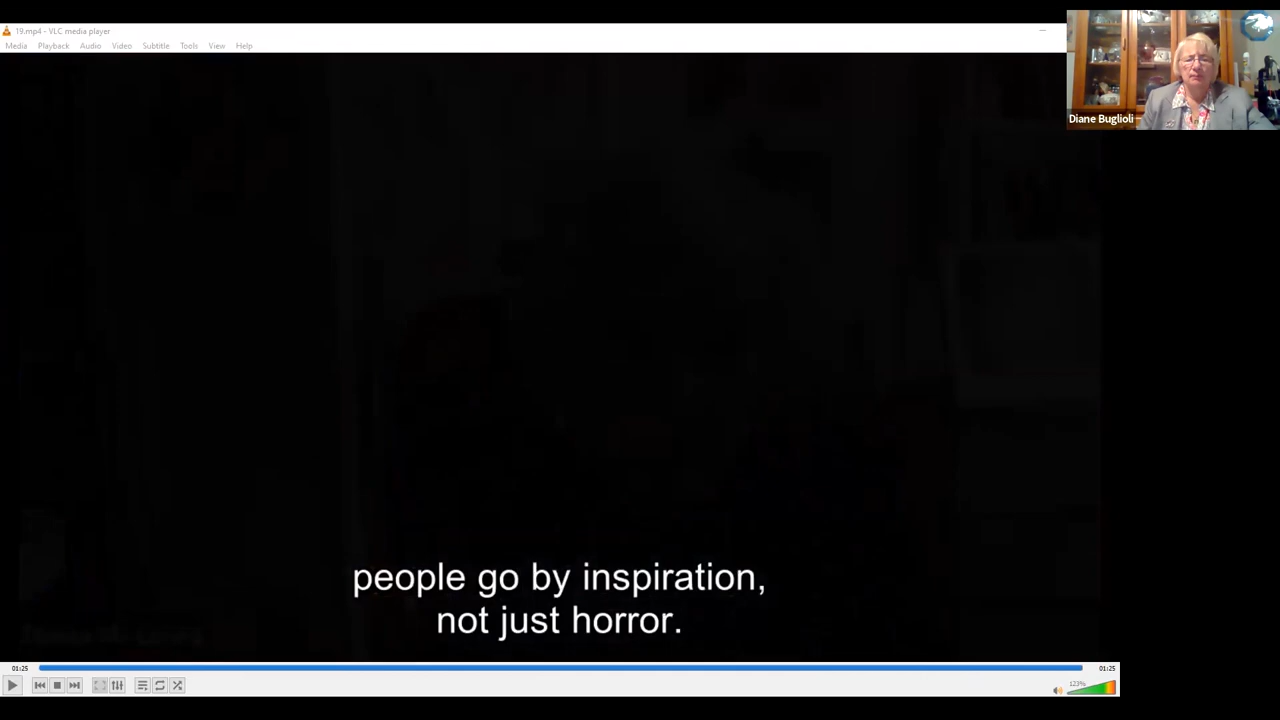 19.mp4 - VLC media player
Media Playback Audio Video Subtitle Tools View Help
Diane Buglioli
people go by inspiration,
not just horror.
01:25
01:25
123%